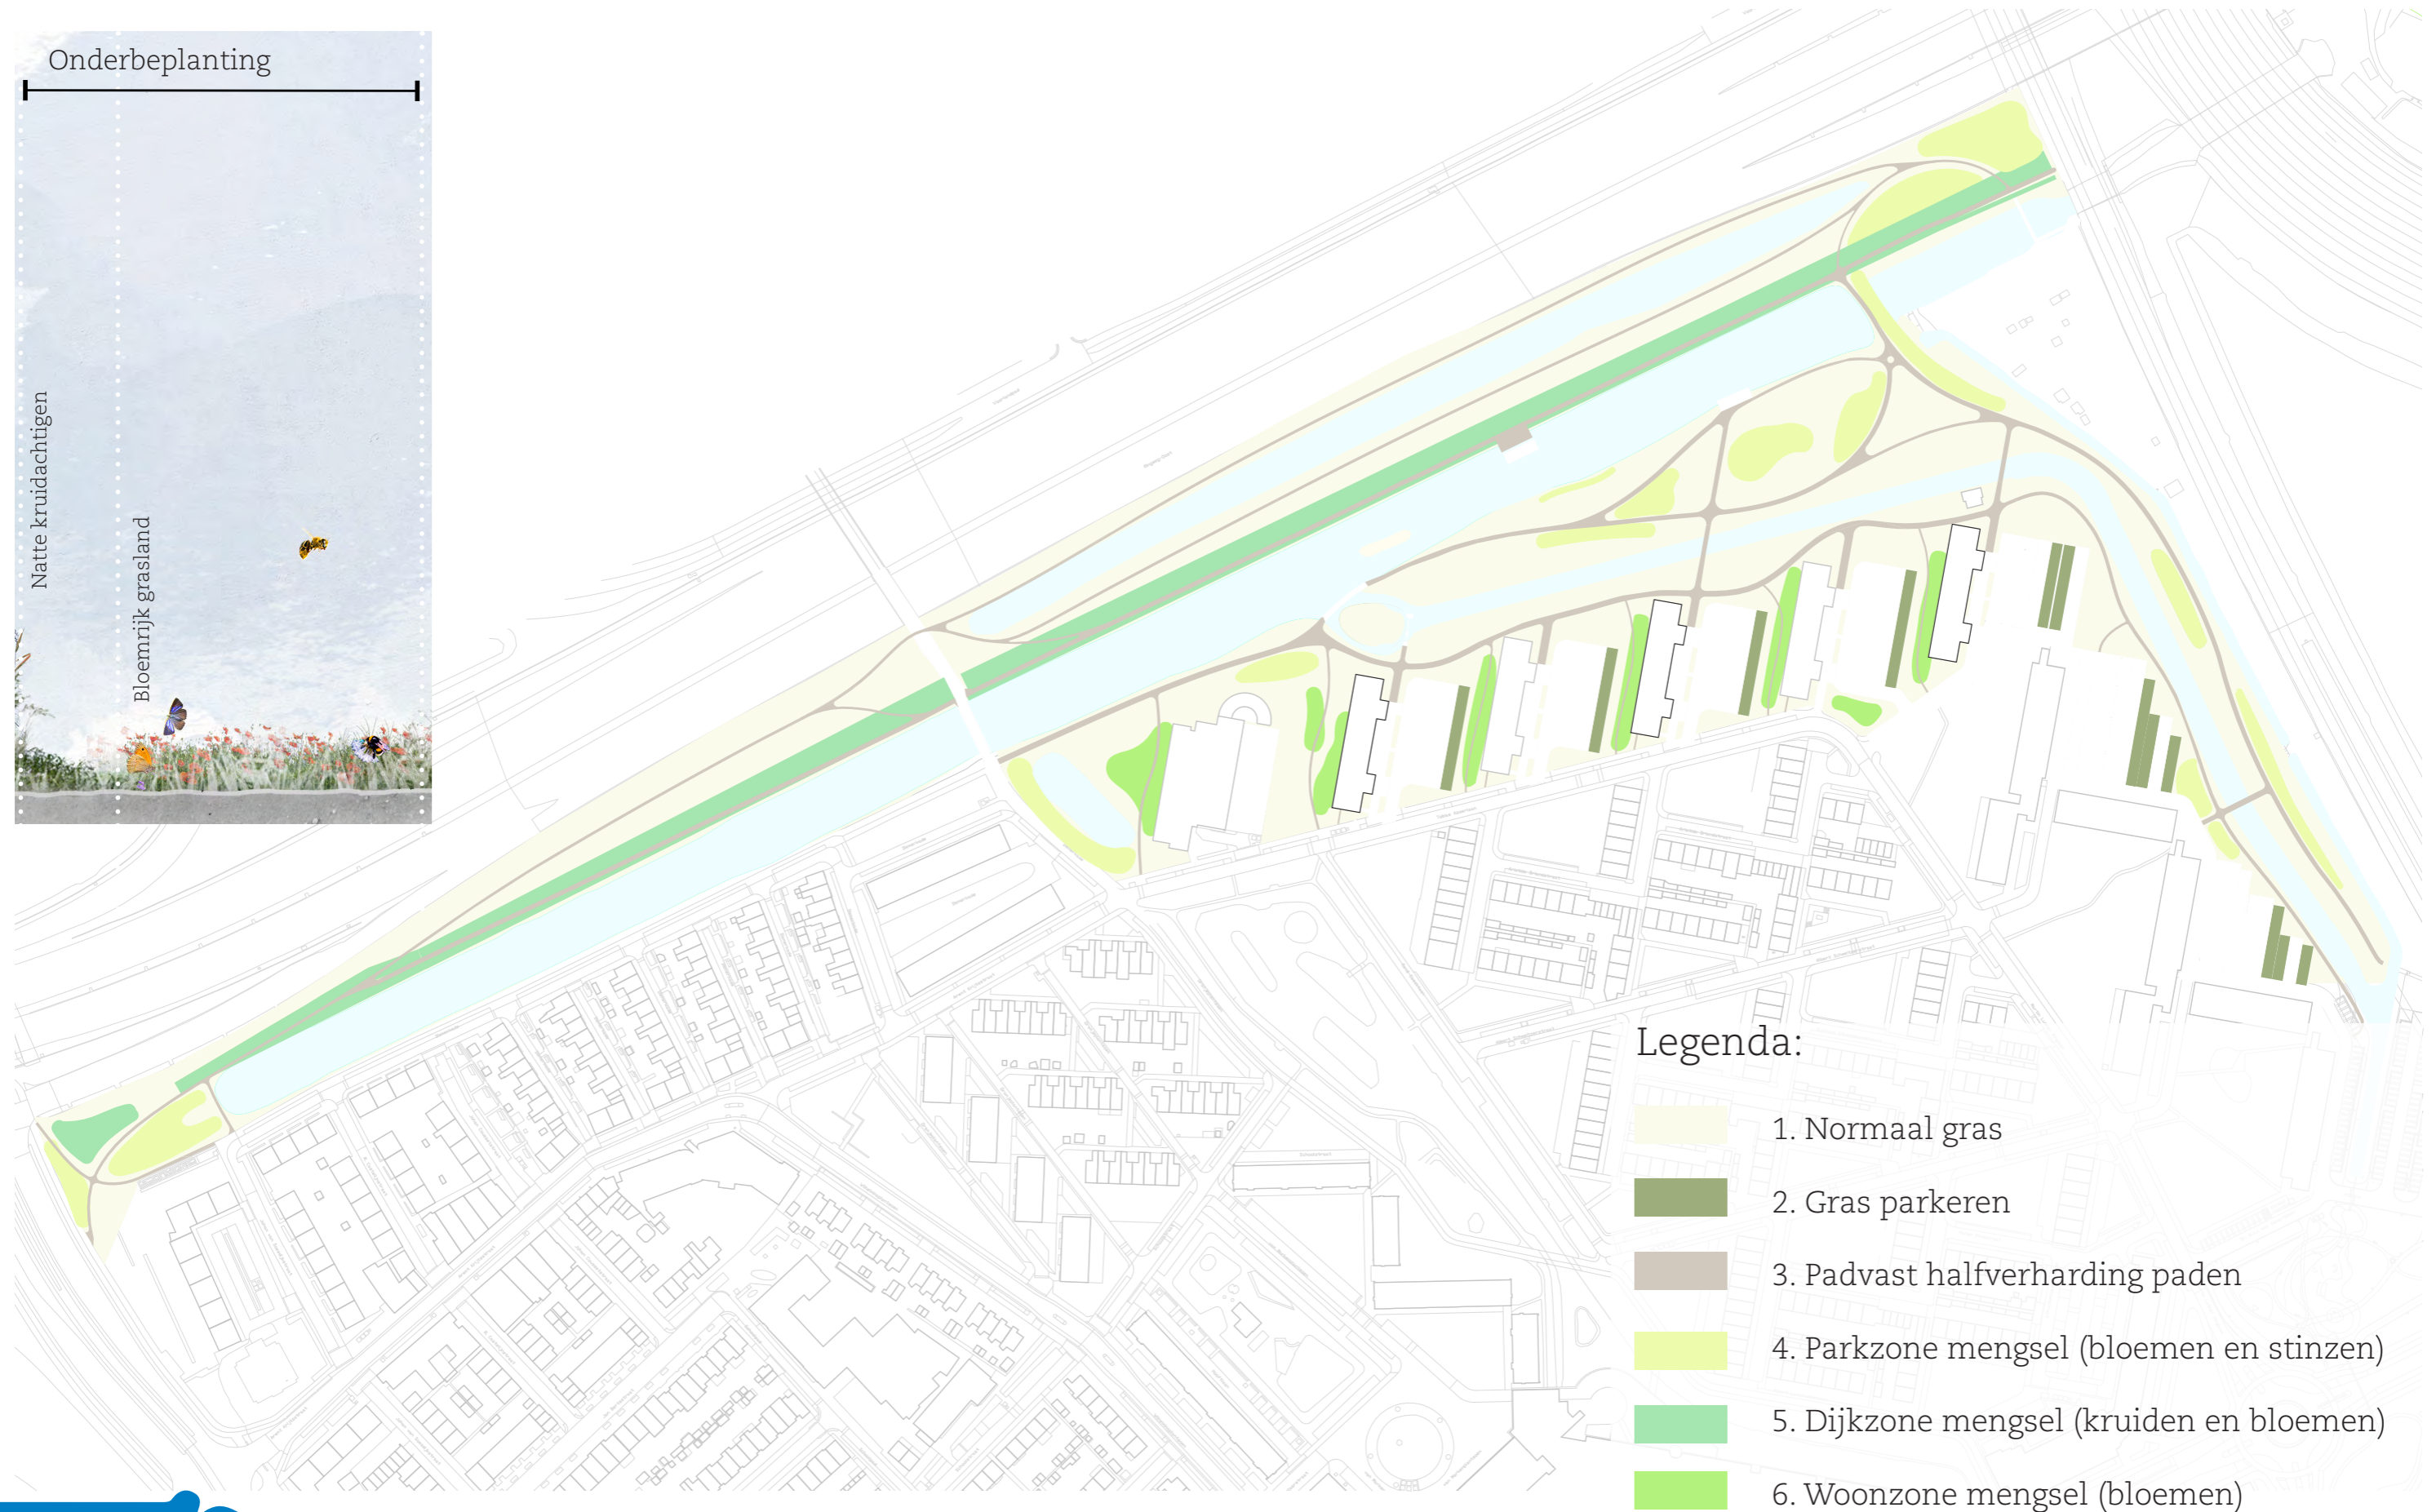 Onderbeplanting
Natte kruidachtigen
Bloemrijk grasland
Legenda:
1. Normaal gras
2. Gras parkeren
3. Padvast halfverharding paden
4. Parkzone mengsel (bloemen en stinzen)
5. Dijkzone mengsel (kruiden en bloemen)
6. Woonzone mengsel (bloemen)